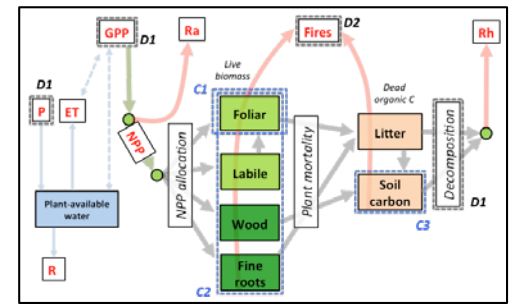 GPP
D1
Ra
Fires
D2
Rh
D1
P
ET
Live
biomass
C1
Dead
organic C
Foliar
NPP
NPP allocation
Labile
Plant mortality
Litter
Decomposition
Plant-available
water
Wood
Soil
carbon
D1
C3
R
C2
Fine
roots